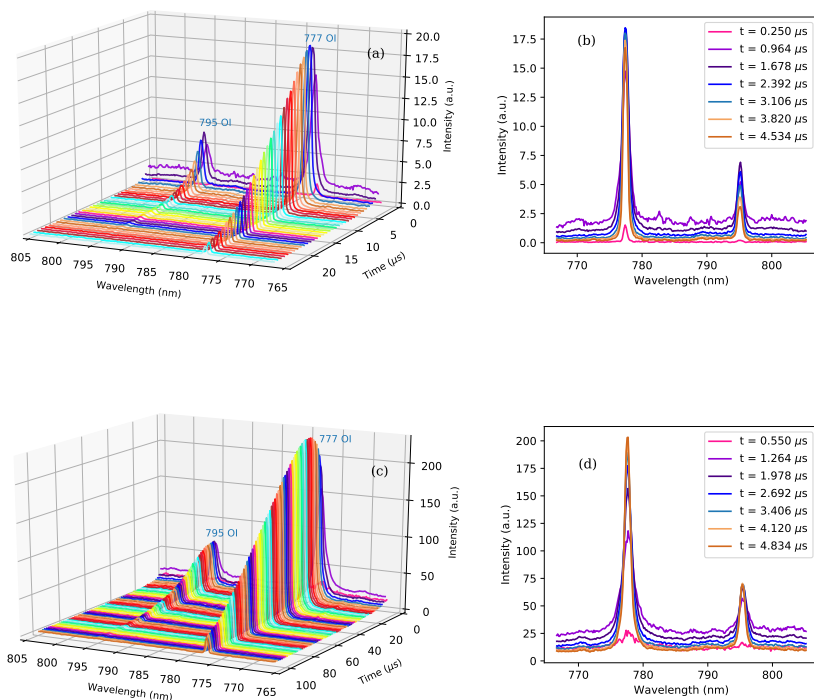 777 OI
(a)
795 OI
20.0
17.5
15.0
12.5
10.0
7.5
5.0
2.5
0.0
Intensity (a.u.)
0
5
10
15
20
Time (μs)
805
800
795
790
785
780
775
770
765
Wavelength (nm)
(b)
17.5
15.0
12.5
10.0
7.5
5.0
2.5
0.0
Intensity (a.u.)
t = 0.250 μs
t = 0.964 μs
t = 1.678 μs
t = 2.392 μs
t = 3.106 μs
t = 3.820 μs
t = 4.534 μs
770 780 790 800
Wavelength (nm)
777 OI
(c)
795 OI
200
150
100
50
0
Intensity (a.u.)
0
20
40
60
80
100
Time (μs)
805
800
795
790
785
780
775
770
765
Wavelength (nm)
(d)
200
175
150
125
100
75
50
25
0
Intensity (a.u.)
t = 0.550 μs
t = 1.264 μs
t = 1.978 μs
t = 2.692 μs
t = 3.406 μs
t = 4.120 μs
t = 4.834 μs
770 780 790 800
Wavelength (nm)